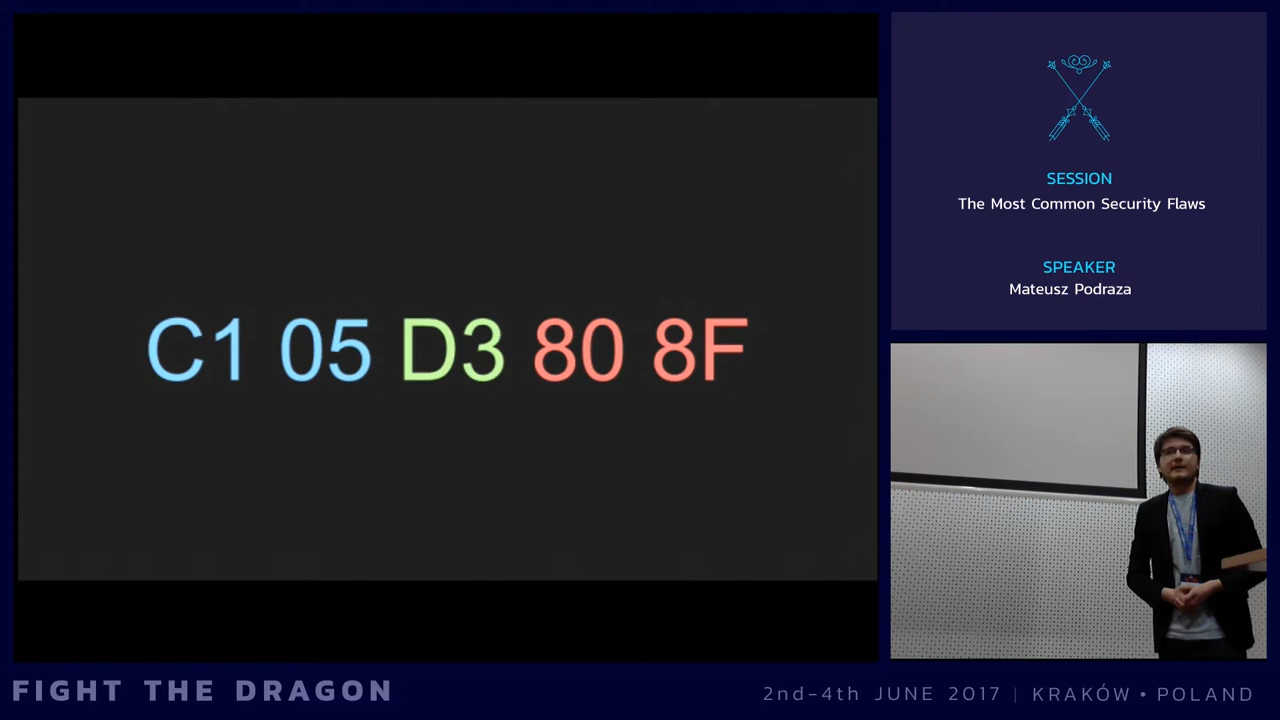 C1 05 D3 80 8F
SESSION
The Most Common Security Flaws
SPEAKER
Mateusz Podraza
FIGHT THE DRAGON
2nd-4th JUNE 2017 | KRAKÓW • POLAND